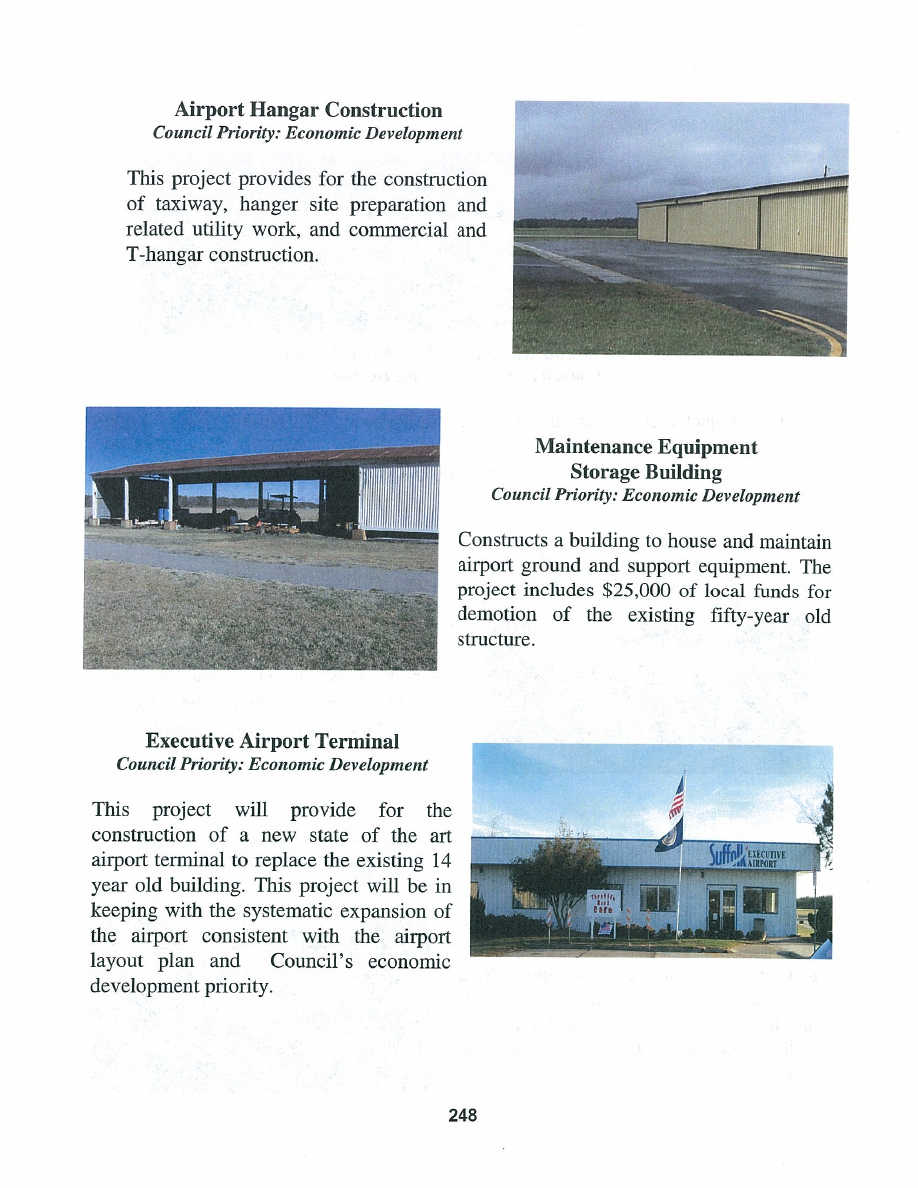 Airport Hangar Construction
Council Priority: Economic Development
This project provides for the construction
of taxiway, hanger site preparation and
related utility work, and commercial and
T-hangar construction.
Maintenance Equipment
Storage Building
Council Priority: Economic Development
Constructs a building to house and maintain
airport ground and support equipment. The
project includes $25,000 of local funds for
demotion of the existing fifty-year old
structure.
Executive Airport Terminal
Council Priority: Economic Development
This project will provide for the
construction of a new state of the art
airport terminal to replace the existing 14
year old building. This project will be in
keeping with the systematic expansion of
the airport consistent with the airport
layout plan and Council's economic
development priority.
Suffolk EXECUTIVE
AIRPORT
Cafe
248